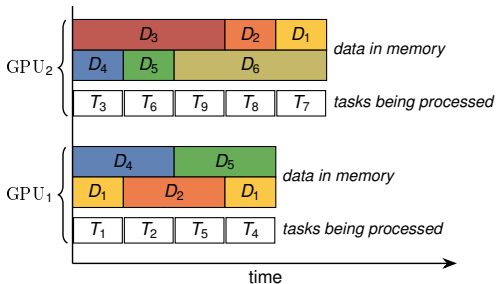 D3 D2 D1
data in memory
D4 D5 D6
GPU2
T3 T6 T9 T8 T7 tasks being processed
D4 D5
data in memory
GPU1
D1 D2 D1
T1 T2 T5 T4 tasks being processed
time